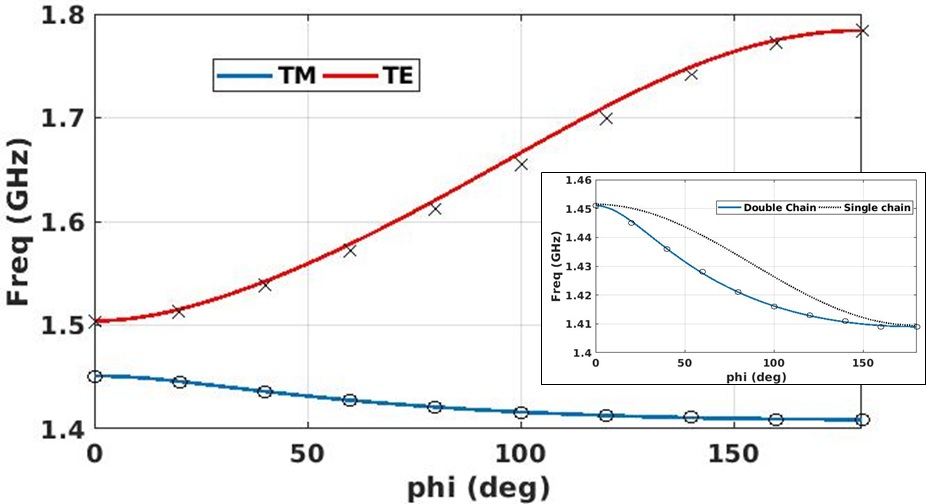 1.8
TM TE
1.7
1.6
1.5
1.4
Freq (GHz)
0 50 100 150
phi (deg)
1.46
Double Chain Single chain
1.45
1.44
1.43
1.42
1.41
1.4
Freq (GHz)
0 50 100 150
phi (deg)